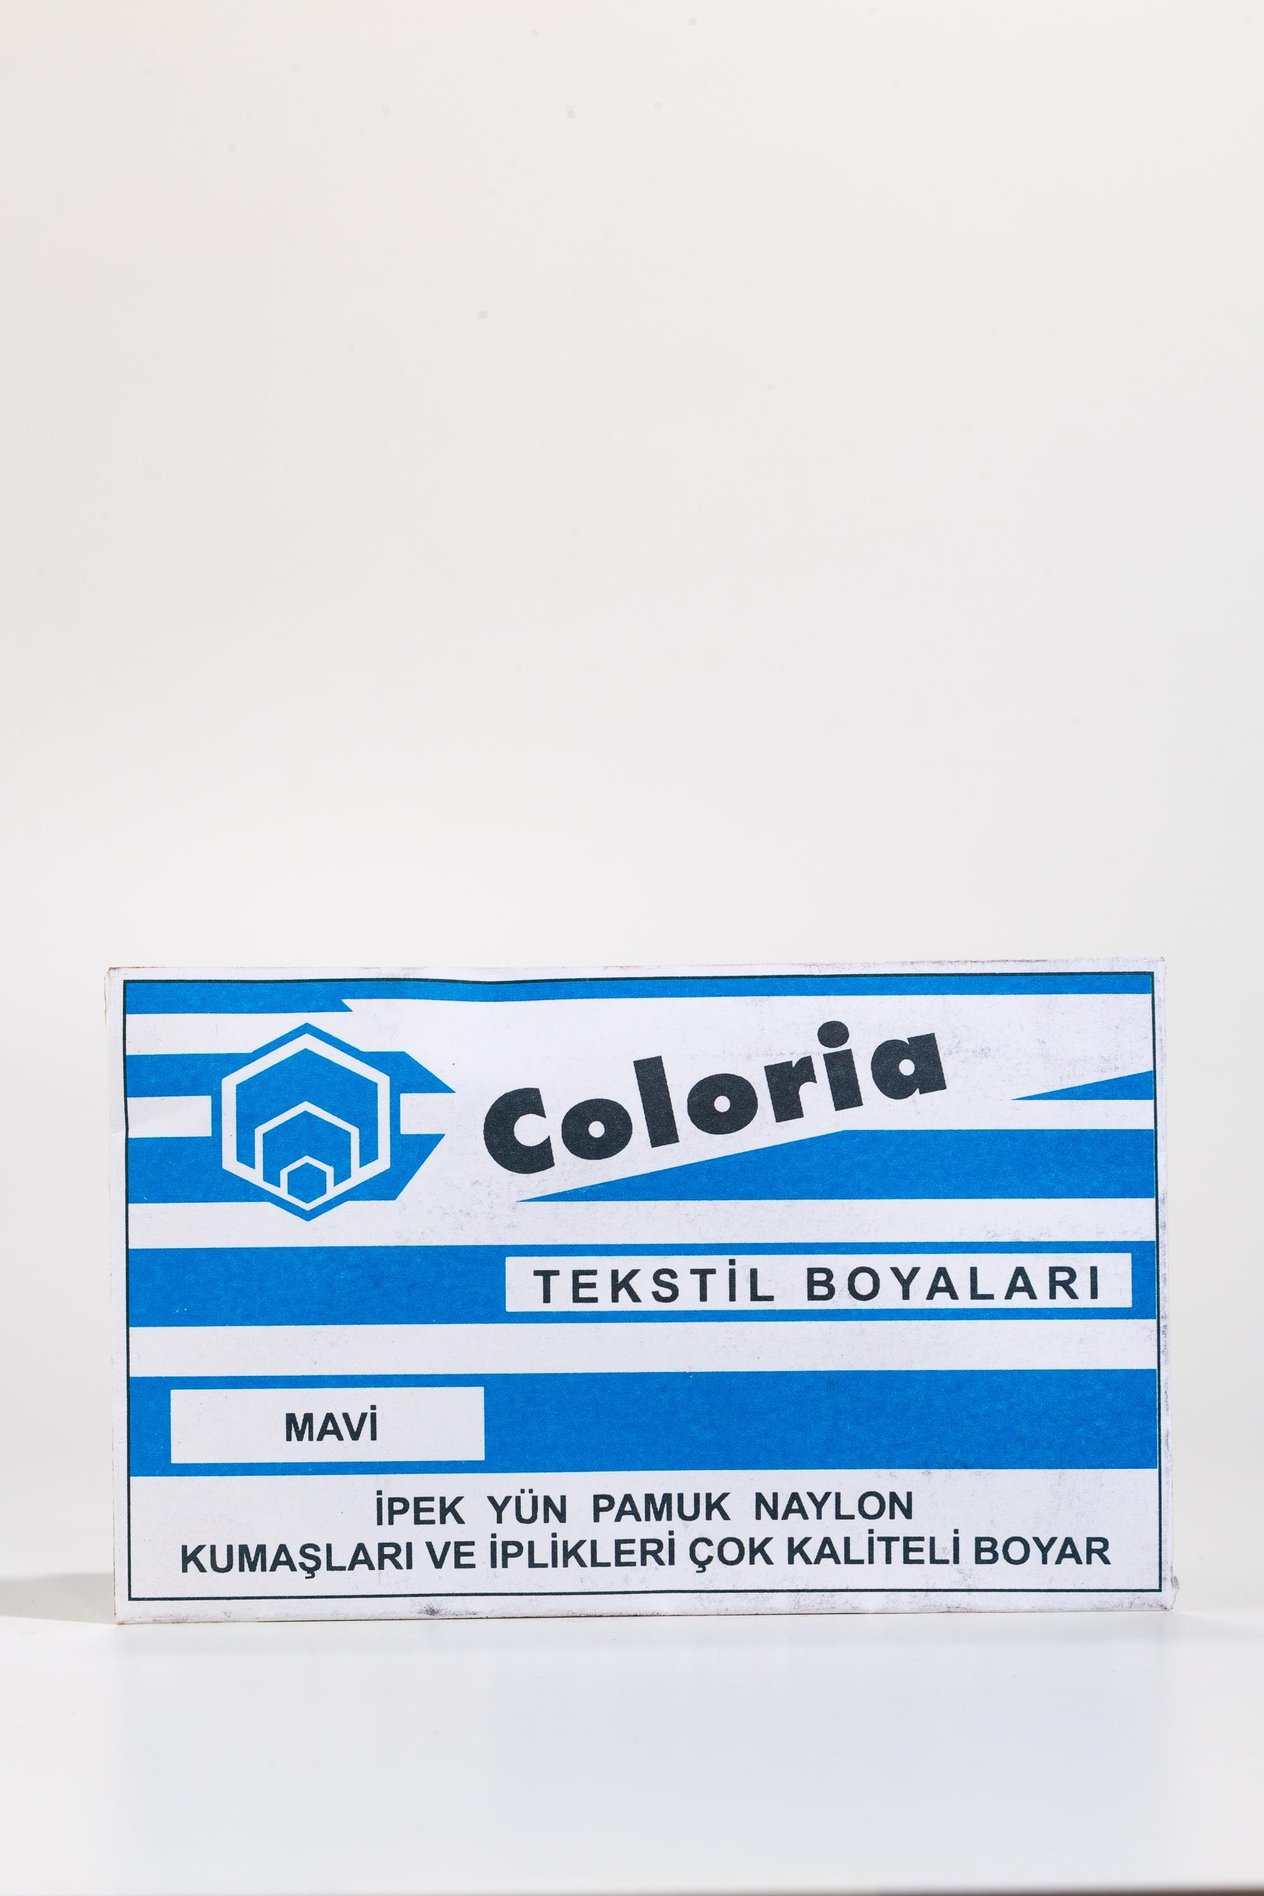 Coloria
TEKSTİL BOYALARI
MAVİ
İPEK YÜN PAMUK NAYLON
KUMAŞLARI VE İPLİKLERİ ÇOK KALİTELİ BOYAR